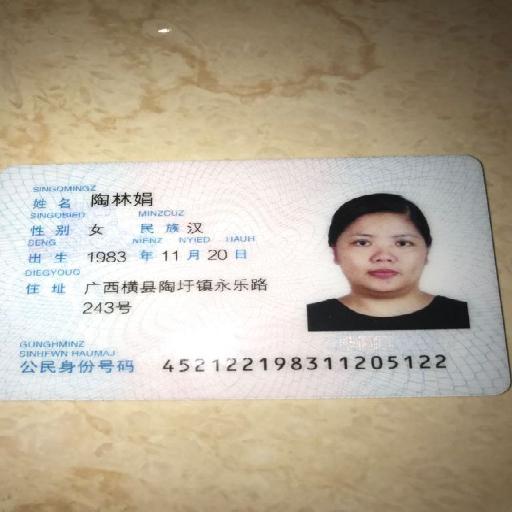 SINGQMINGZ
姓 名 陶林娟
SINGQBIED MINZCUZ
性 别 女 民 族 汉
SENG NIENZ NYIED HAUH
出 生 1983 年 11 月 20 日
DIEGYOUQ
住 址 广西横县陶圩镇永乐路
243号
GUNGHMINZ
SINHFWN HAUMAJ
公民身份号码 452122198311205122